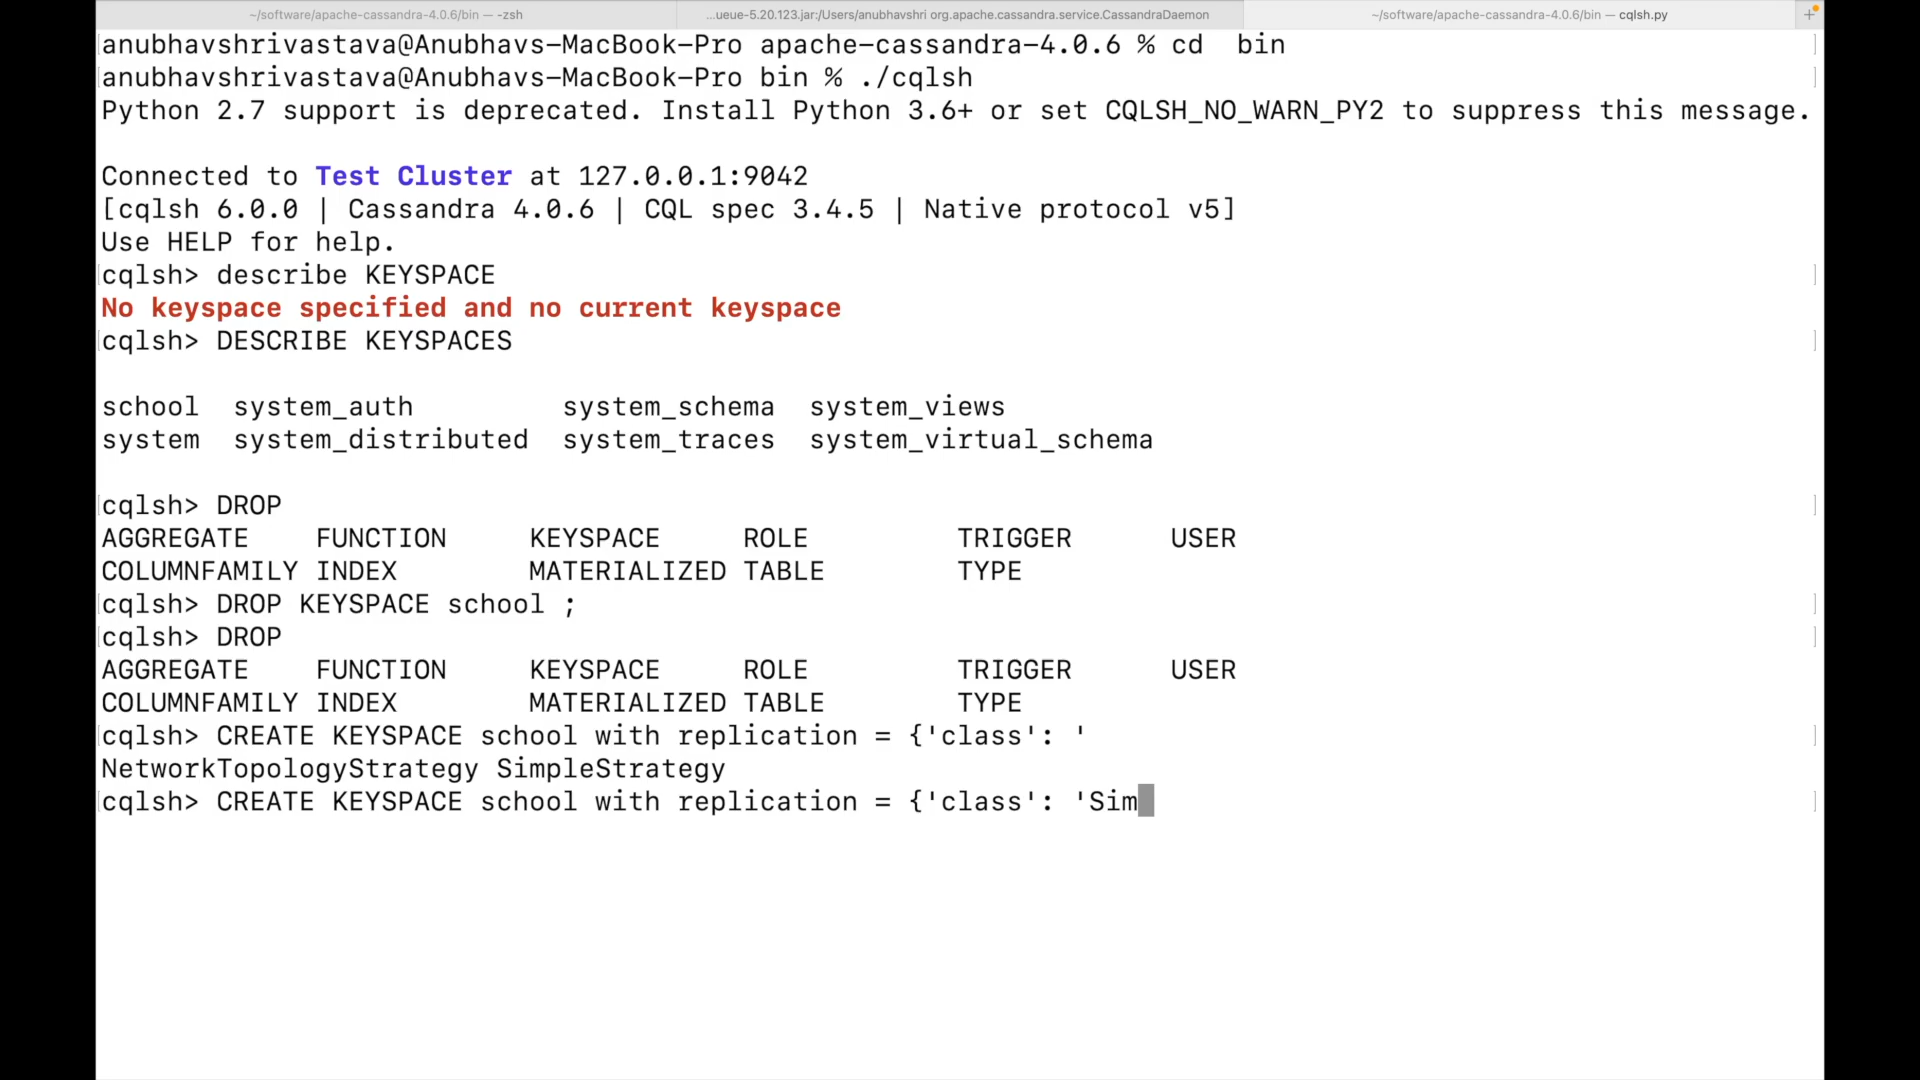 ~/software/apache-cassandra-4.0.6/bin — -zsh
...ueue-5.20.123.jar:/Users/anubhavshri org.apache.cassandra.service.CassandraDaemon
~/software/apache-cassandra-4.0.6/bin — cqlsh.py
anubhavshrivastava@Anubhavs-MacBook-Pro apache-cassandra-4.0.6 % cd  bin
anubhavshrivastava@Anubhavs-MacBook-Pro bin % ./cqlsh
Python 2.7 support is deprecated. Install Python 3.6+ or set CQLSH_NO_WARN_PY2 to suppress this message.
Connected to Test Cluster at 127.0.0.1:9042
[cqlsh 6.0.0 | Cassandra 4.0.6 | CQL spec 3.4.5 | Native protocol v5]
Use HELP for help.
cqlsh> describe KEYSPACE
No keyspace specified and no current keyspace
cqlsh> DESCRIBE KEYSPACES
school  system_auth         system_schema  system_views
system  system_distributed  system_traces  system_virtual_schema
cqlsh> DROP
AGGREGATE    FUNCTION     KEYSPACE     ROLE         TRIGGER      USER
COLUMNFAMILY INDEX        MATERIALIZED TABLE        TYPE
cqlsh> DROP KEYSPACE school ;
cqlsh> DROP
AGGREGATE    FUNCTION     KEYSPACE     ROLE         TRIGGER      USER
COLUMNFAMILY INDEX        MATERIALIZED TABLE        TYPE
cqlsh> CREATE KEYSPACE school with replication = {'class': '
NetworkTopologyStrategy SimpleStrategy
cqlsh> CREATE KEYSPACE school with replication = {'class': 'Sim